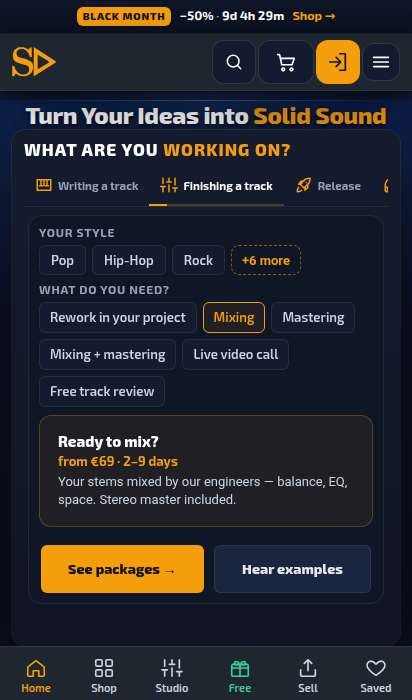 BLACK MONTH −50% · 9d 4h 29m Shop →
Turn Your Ideas into Solid Sound
WHAT ARE YOU WORKING ON?
Writing a track Finishing a track Release
YOUR STYLE
Pop Hip-Hop Rock +6 more
WHAT DO YOU NEED?
Rework in your project Mixing Mastering
Mixing + mastering Live video call
Free track review
Ready to mix?
from €69 · 2–9 days
Your stems mixed by our engineers — balance, EQ,
space. Stereo master included.
See packages → Hear examples
Home Shop Studio Free Sell Saved